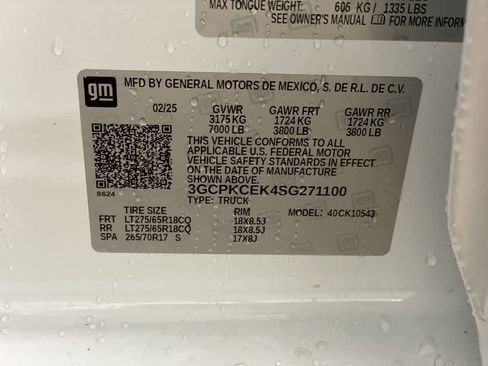 MAX TONGUE WEIGHT: 606 KG / 1335 LBS
SEE OWNER'S MANUAL FOR MORE INFORM
gm
MFD BY GENERAL MOTORS DE MEXICO, S. DE R.L. DE C.V.
02/25 GVWR GAWR FRT GAWR RR
3175 KG 1724 KG 1724 KG
7000 LB 3800 LB 3800 LB
THIS VEHICLE CONFORMS TO ALL
APPLICABLE U.S. FEDERAL MOTOR
VEHICLE SAFETY STANDARDS IN EFFECT
ON THE DATE OF MANUFACTURE
SHOWN ABOVE.
3GCPKCEK4SG271100
8624 TYPE: TRUCK
TIRE SIZE RIM MODEL: 40CK10543
FRT LT275/65R18CQ 18X8.5J
RR LT275/65R18CQ 18X8.5J
SPA 265/70R17 S 17X8J